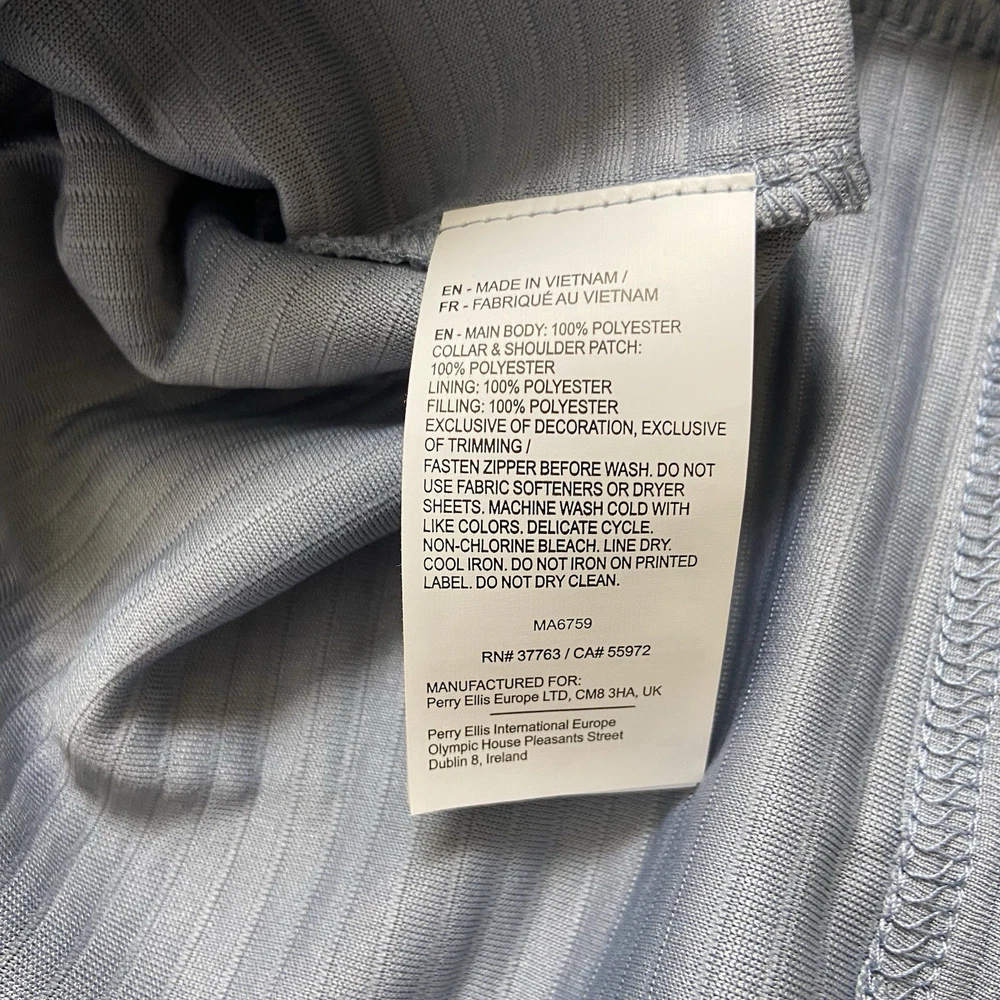 EN - MADE IN VIETNAM /
FR - FABRIQUÉ AU VIETNAM
EN - MAIN BODY: 100% POLYESTER
COLLAR & SHOULDER PATCH:
100% POLYESTER
LINING: 100% POLYESTER
FILLING: 100% POLYESTER
EXCLUSIVE OF DECORATION, EXCLUSIVE
OF TRIMMING /
FASTEN ZIPPER BEFORE WASH. DO NOT
USE FABRIC SOFTENERS OR DRYER
SHEETS. MACHINE WASH COLD WITH
LIKE COLORS. DELICATE CYCLE.
NON-CHLORINE BLEACH. LINE DRY.
COOL IRON. DO NOT IRON ON PRINTED
LABEL. DO NOT DRY CLEAN.
MA6759
RN# 37763 / CA# 55972
MANUFACTURED FOR:
Perry Ellis Europe LTD, CM8 3HA, UK
Perry Ellis International Europe
Olympic House Pleasants Street
Dublin 8, Ireland